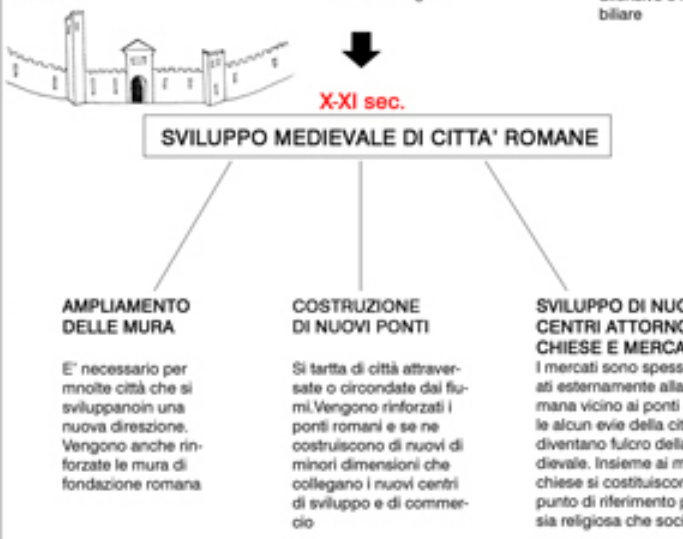 biliare
X-XI sec.
SVILUPPO MEDIEVALE DI CITTA' ROMANE
AMPLIAMENTO
DELLE MURA
E' necessario per
mnolte città che si
sviluppanoin una
nuova direszione.
Vengono anche rin-
forzate le mura di
fondazione romana
COSTRUZIONE
DI NUOVI PONTI
Si tartta di città attraver-
sate o circondate dai fiu-
mi.Vengono rinforzati i
ponti romani e se ne
costruiscono di nuovi di
minori dimensioni che
collegano i nuovi centri
di sviluppo e di commer-
cio
SVILUPPO DI NUO
CENTRI ATTORNO
CHIESE E MERCA
I mercati sono spess
ati esternamente alla
mana vicino ai ponti
le alcun evie della cit
diventano fulcro della
dievale. Insieme ai m
chiese si costituiscon
punto di riferimento p
sia religiosa che soci